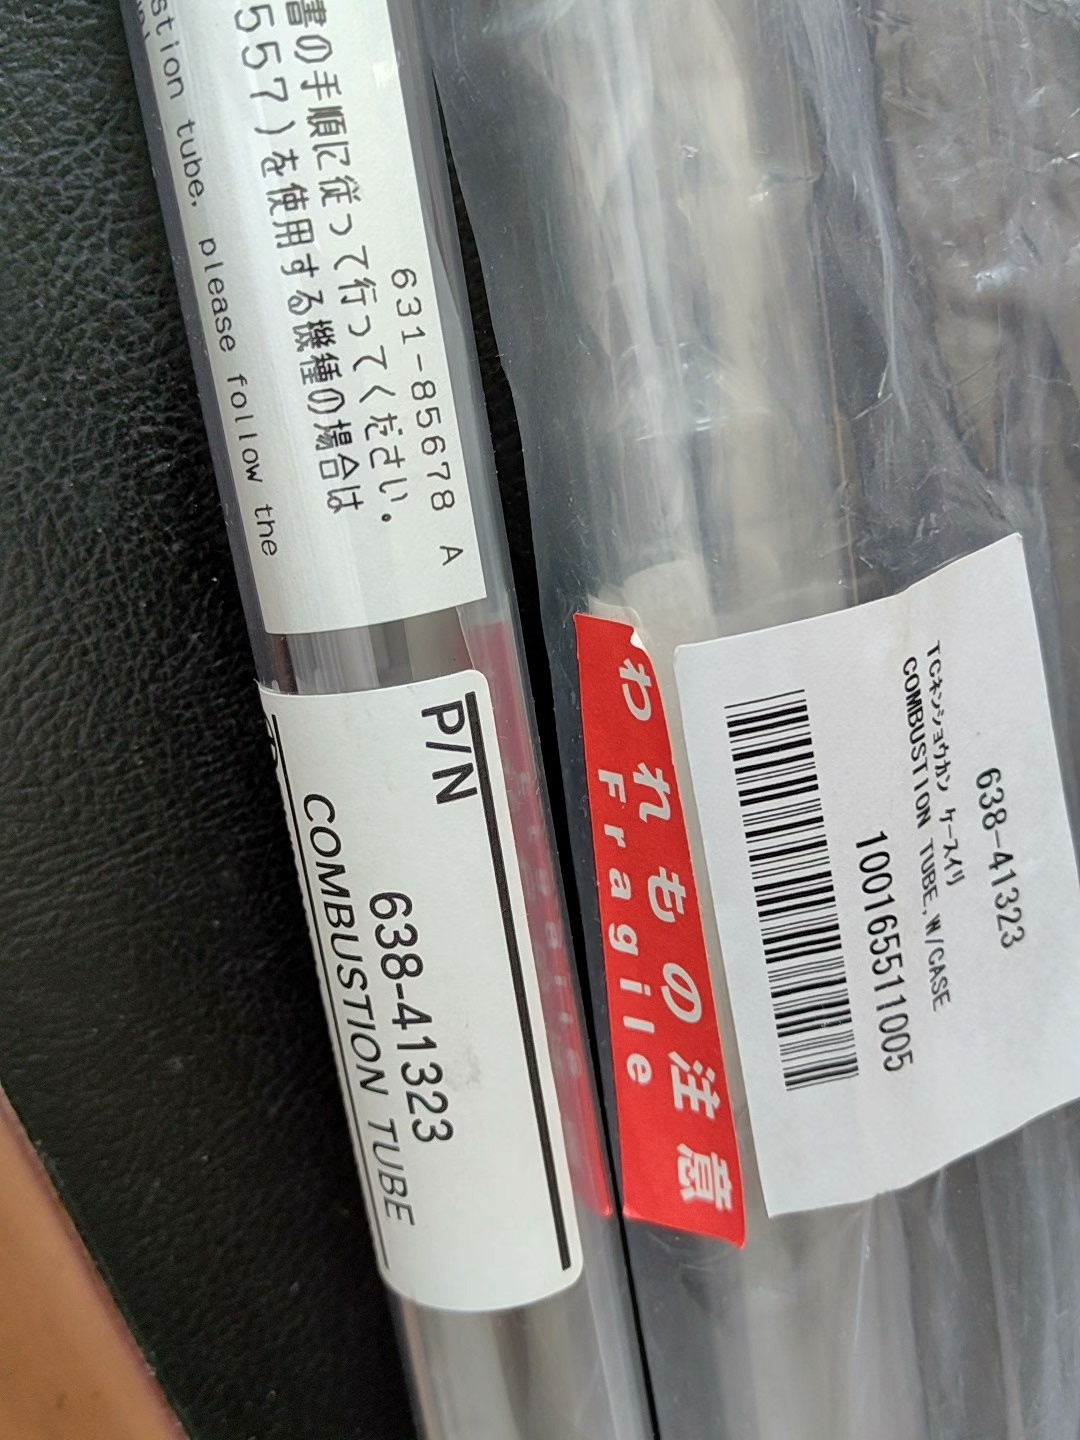 631-85678 A
書の手順に従って行ってください。
557)を使用する機種の場合は
stion tube, please follow the
P/N
638-41323
COMBUSTION TUBE
われもの注意
Fragile
638-41323
TCネンショウカン ケースイリ
COMBUSTION TUBE,W/CASE
100165511005